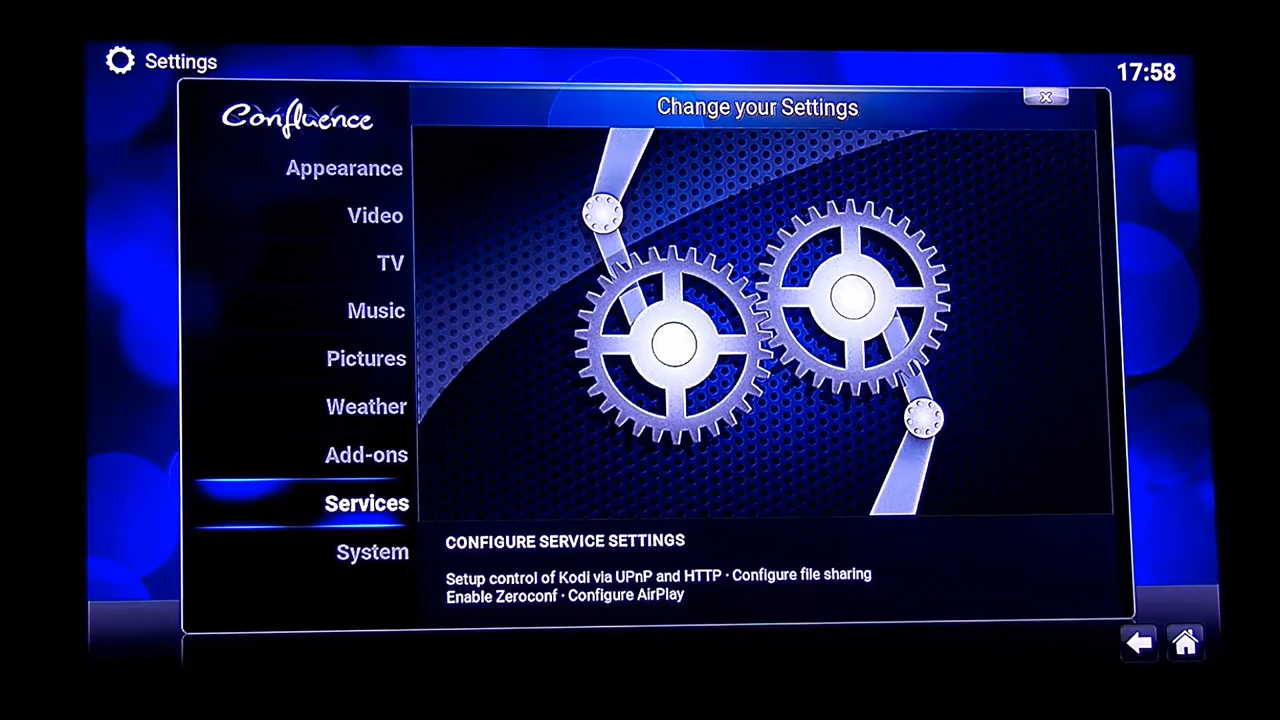 Settings
17:58
Confluence
Change your Settings
x
Appearance
Video
TV
Music
Pictures
Weather
Add-ons
Services
System
CONFIGURE SERVICE SETTINGS
Setup control of Kodi via UPnP and HTTP · Configure file sharing
Enable Zeroconf · Configure AirPlay